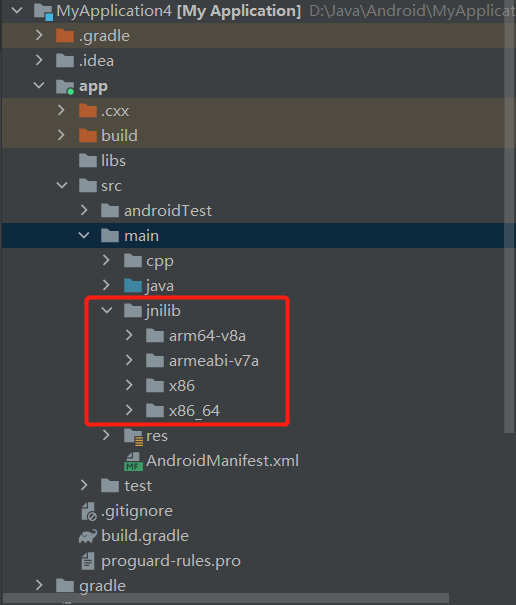 MyApplication4 [My Application] D:\Java\Android\MyApplicat
.gradle
.idea
app
.cxx
build
libs
src
androidTest
main
cpp
java
jnilib
arm64-v8a
armeabi-v7a
x86
x86_64
res
MF AndroidManifest.xml
test
.gitignore
build.gradle
proguard-rules.pro
gradle